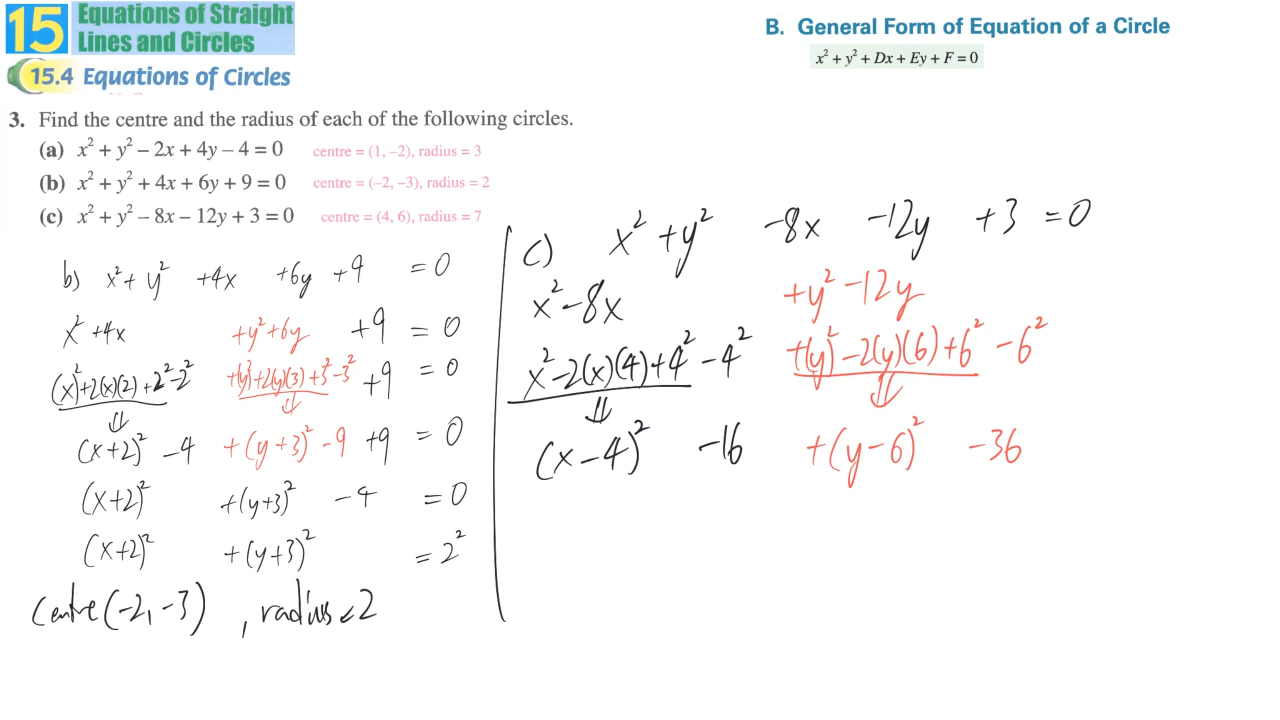 15 Equations of Straight
Lines and Circles
15.4 Equations of Circles
B. General Form of Equation of a Circle
x² + y² + Dx + Ey + F = 0
3. Find the centre and the radius of each of the following circles.
(a) x² + y² – 2x + 4y – 4 = 0 centre = (1, –2), radius = 3
(b) x² + y² + 4x + 6y + 9 = 0 centre = (–2, –3), radius = 2
(c) x² + y² – 8x – 12y + 3 = 0 centre = (4, 6), radius = 7
b) x² + y² +4x +6y +9 = 0
x² +4x +y²+6y +9 = 0
(x)²+2(x)(2)+2²-2² +(y)²+2(y)(3)+3²-3² +9 = 0
⇓ ⇓
(x+2)² -4 +(y+3)² -9 +9 = 0
(x+2)² +(y+3)² -4 = 0
(x+2)² +(y+3)² = 2²
Centre(-2, -3) , radius = 2
c) x² +y² -8x -12y +3 = 0
x²-8x +y²-12y
x²-2(x)(4)+4²-4² +(y)²-2(y)(6)+6²-6²
⇓ ⇓
(x-4)² -16 +(y-6)² -36